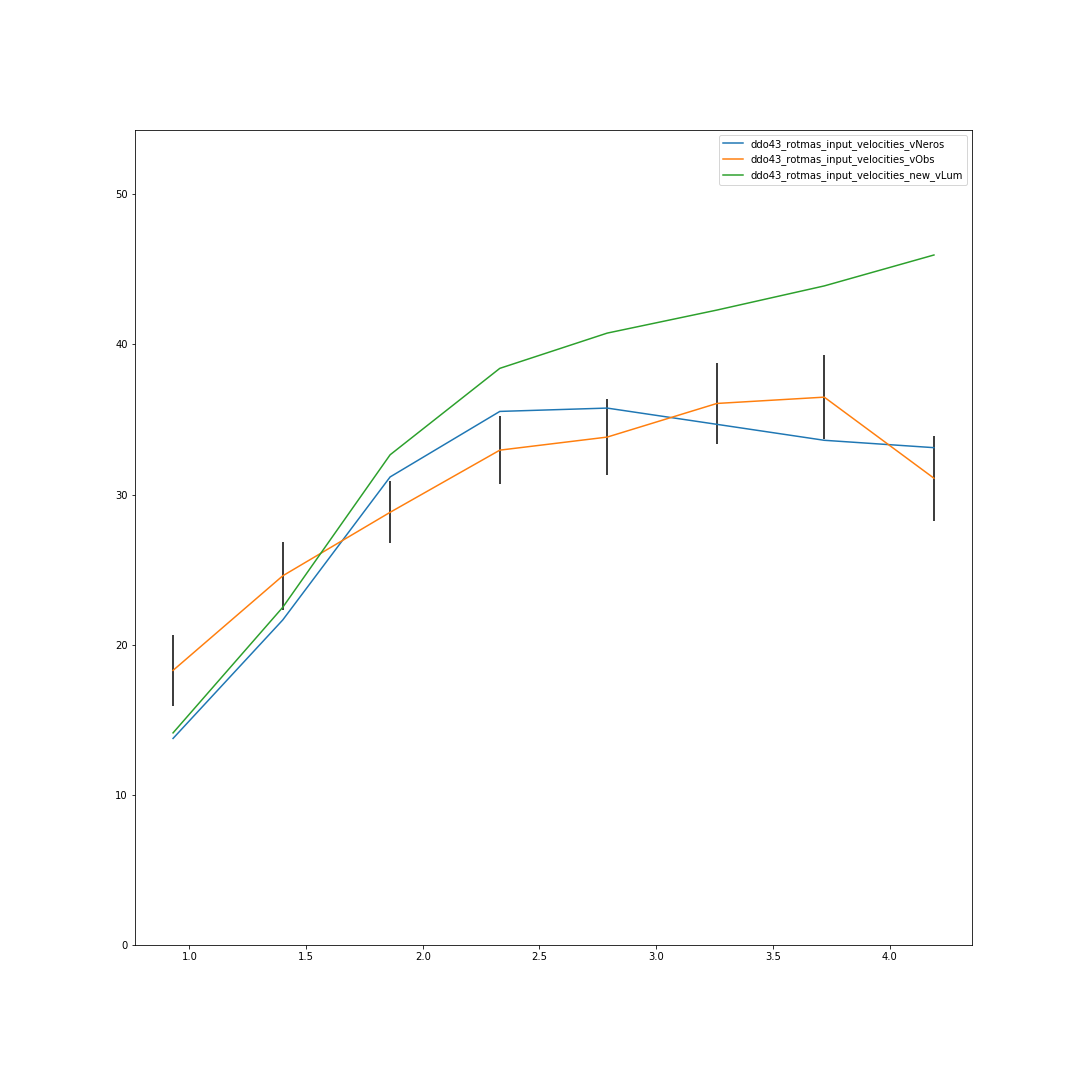 ddo43_rotmas_input_velocities_vNeros
ddo43_rotmas_input_velocities_vObs
ddo43_rotmas_input_velocities_new_vLum
50
40
30
20
10
0
1.0 1.5 2.0 2.5 3.0 3.5 4.0